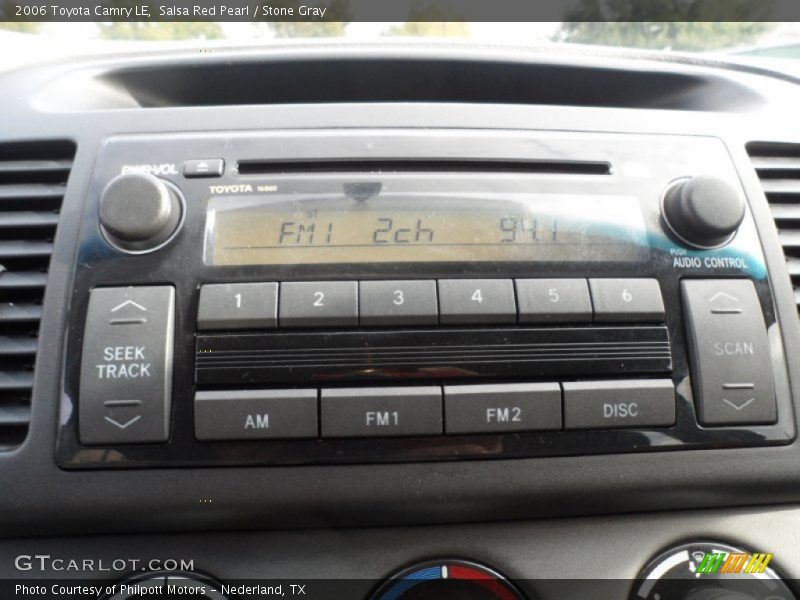 2006 Toyota Camry LE, Salsa Red Pearl / Stone Gray
PWR•VOL
TOYOTA 16860
ST
FM1 2ch 94.1
PUSH
AUDIO CONTROL
1 2 3 4 5 6
SEEK
TRACK
SCAN
AM FM1 FM2 DISC
GTCARLOT.COM
Photo Courtesy of Philpott Motors - Nederland, TX